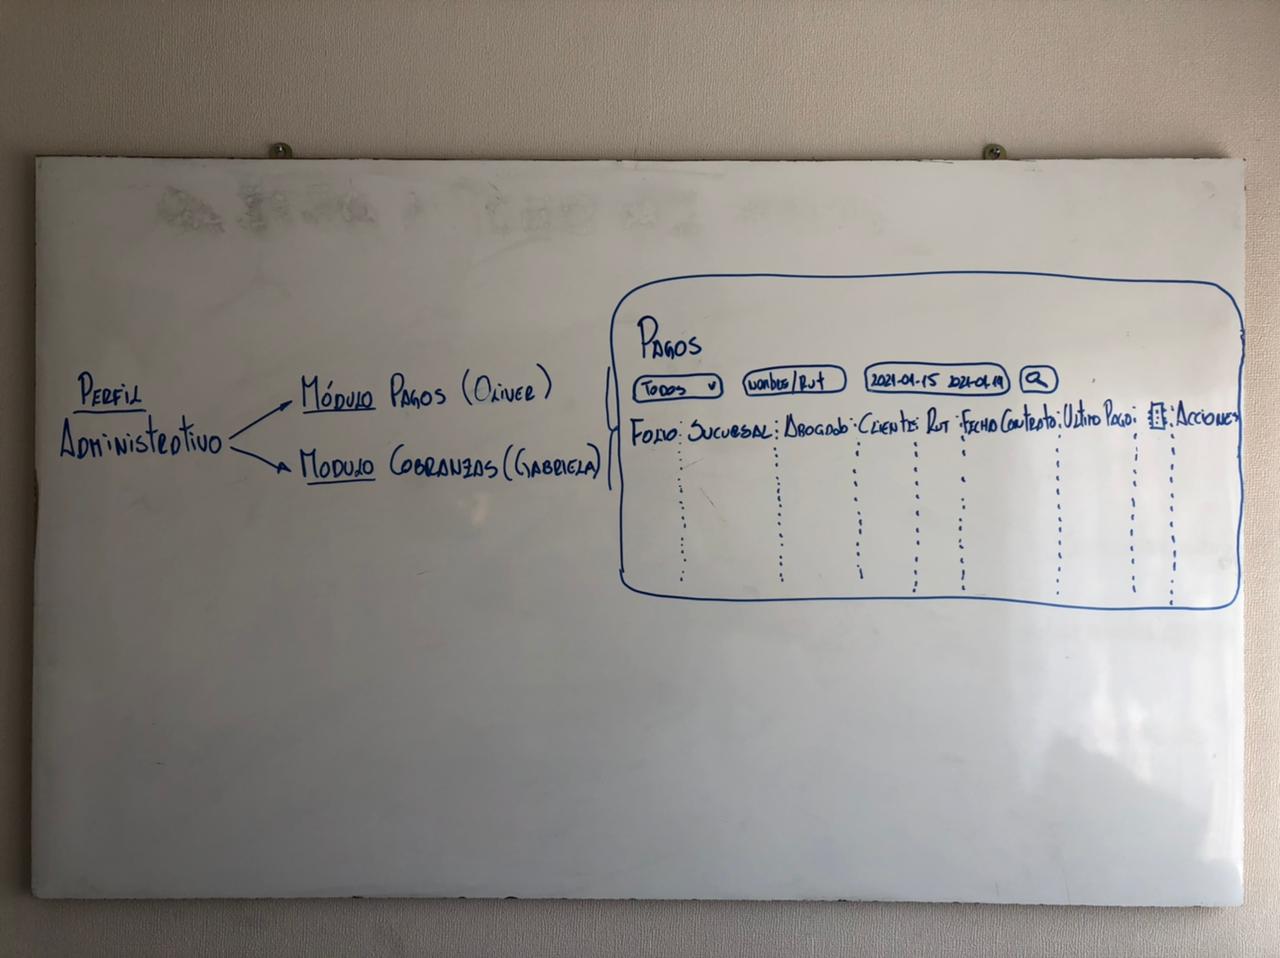 Perfil
Administrativo
Módulo Pagos (Oliver)
Modulo Cobranzas (Gabriela)
Pagos
Todos
Nombre/Rut
2021-01-15 2021-01-19
Folio Sucursal Abogado Cliente Rut Fecha Contrato Ultimo Pago Acciones